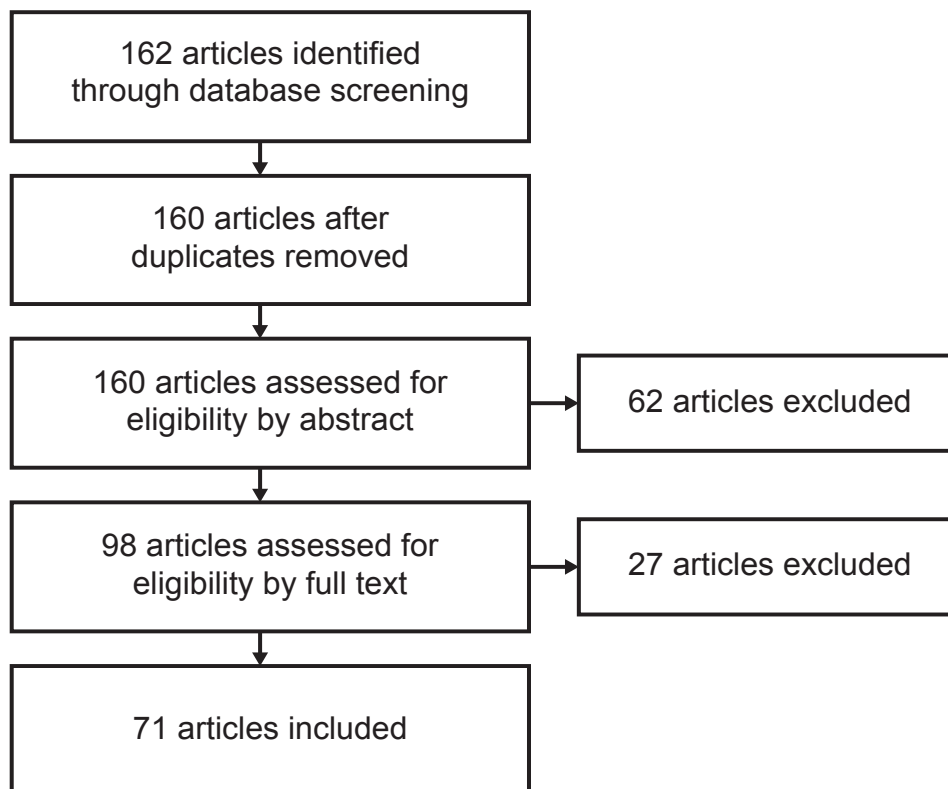 162 articles identified
through database screening
160 articles after
duplicates removed
160 articles assessed for
eligibility by abstract
62 articles excluded
98 articles assessed for
eligibility by full text
27 articles excluded
71 articles included